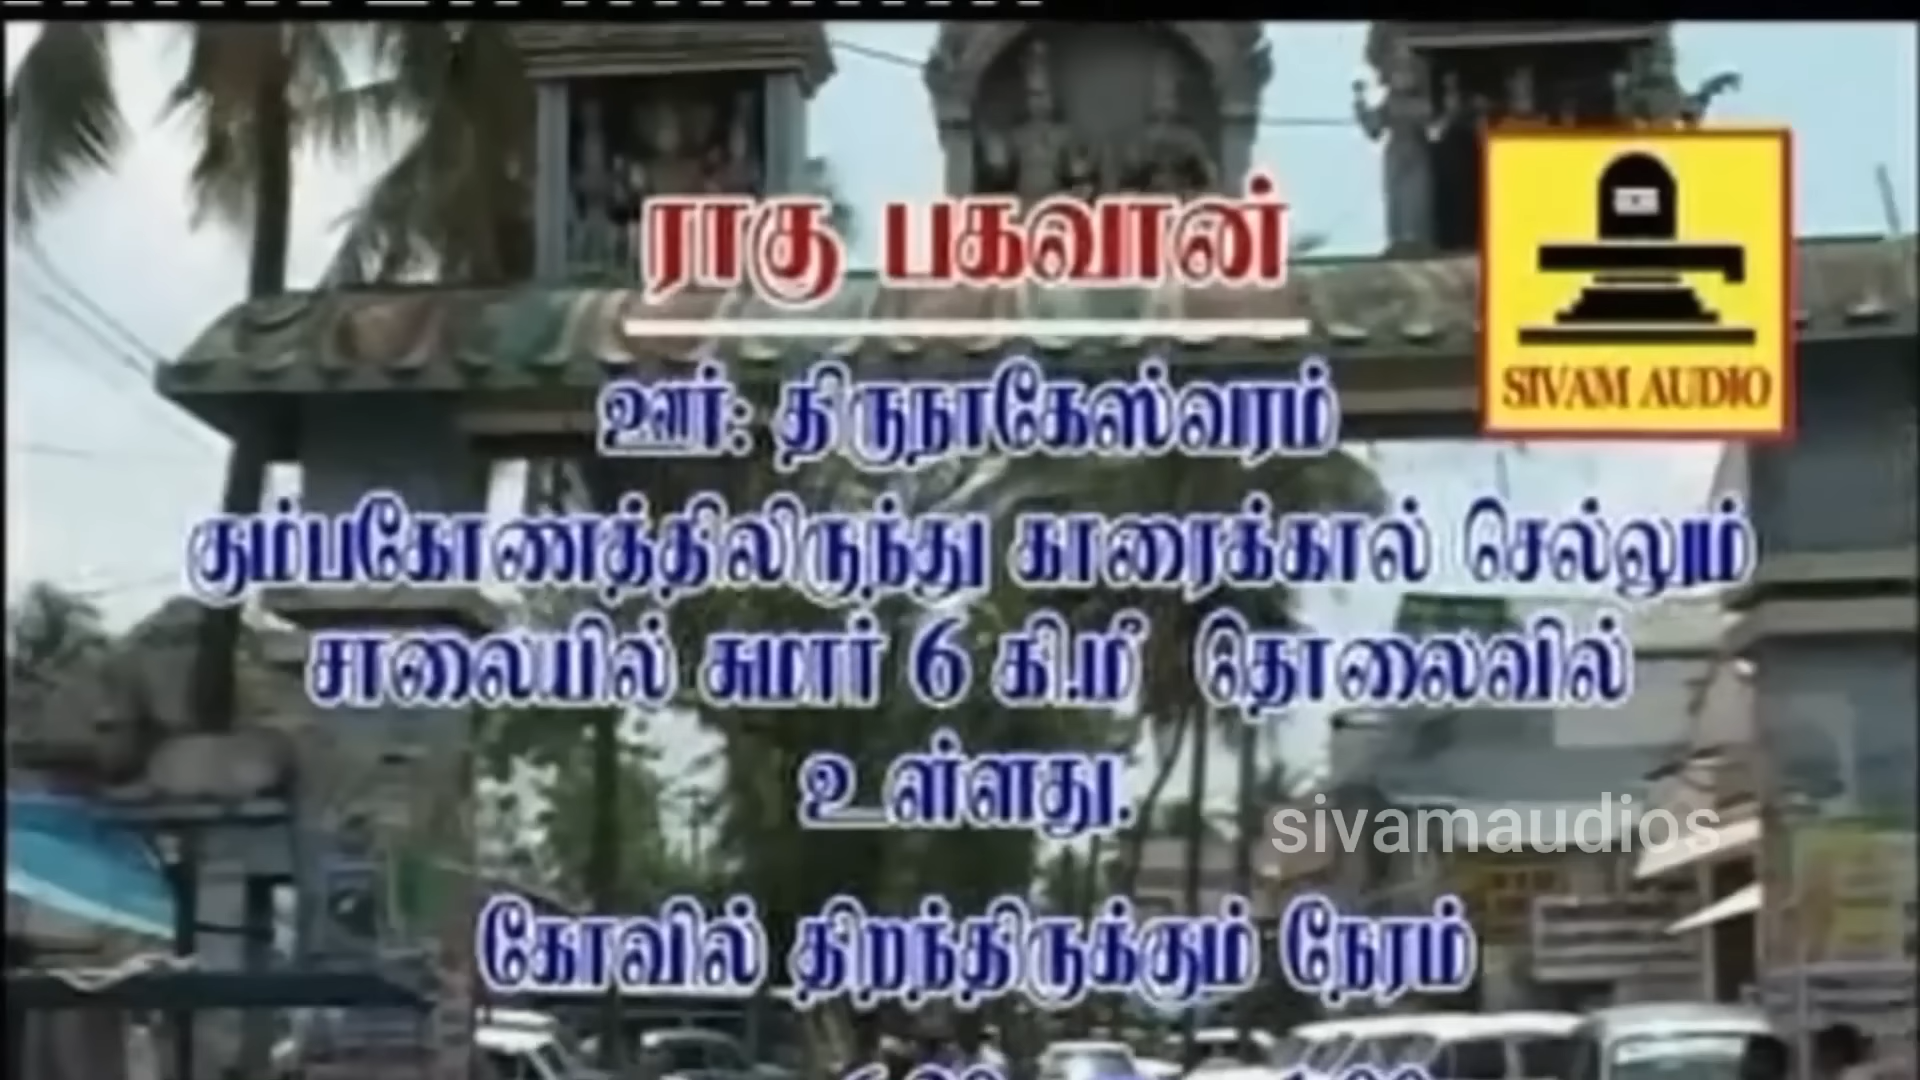 ராகு பகவான்
SIVAM AUDIO
ஊர்: திருநாகேஸ்வரம்
கும்பகோணத்திலிருந்து காரைக்கால் செல்லும்
சாலையில் சுமார் 6 கி.மீ தொலைவில்
உள்ளது.
sivamaudios
கோவில் திறந்திருக்கும் நேரம்